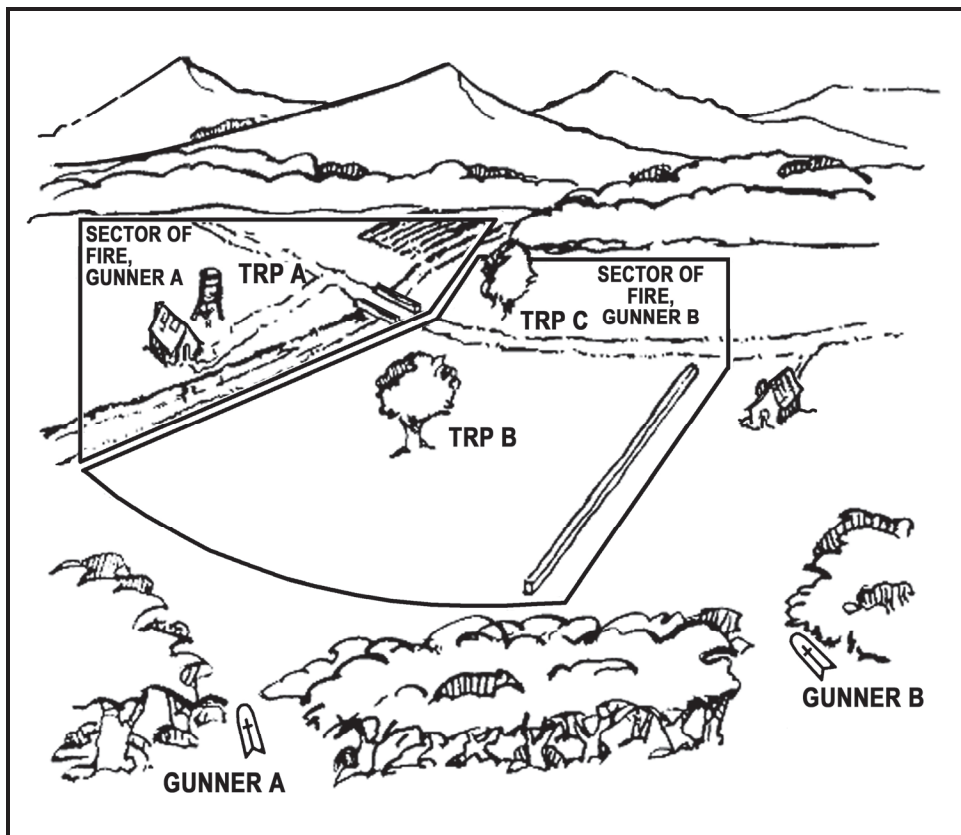 SECTOR OF
FIRE,
GUNNER A
TRP A
SECTOR OF
FIRE,
GUNNER B
TRP C
TRP B
GUNNER B
GUNNER A